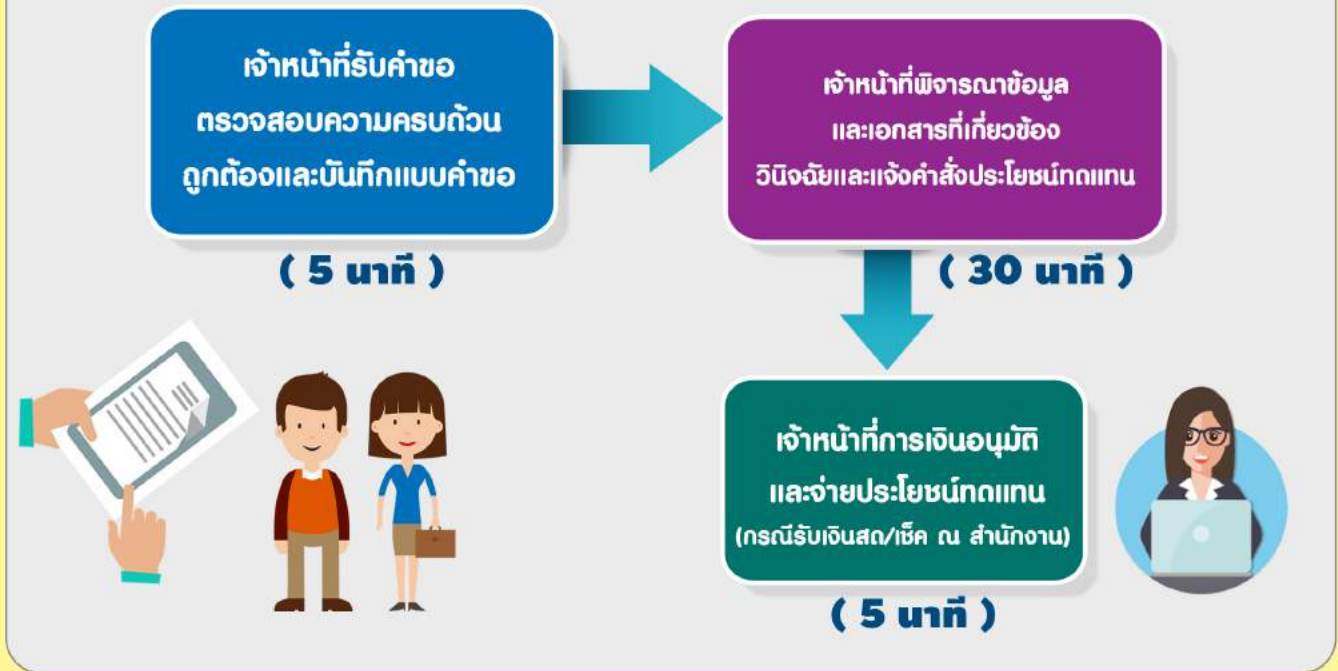 เจ้าหน้าที่รับคำขอ
ตรวจสอบความครบถ้วน
ถูกต้องและบันทึกแบบคำขอ
( 5 นาที )
เจ้าหน้าที่พิจารณาข้อมูล
และเอกสารที่เกี่ยวข้อง
วินิจฉัยและแจ้งคำสั่งประโยชน์ทดแทน
( 30 นาที )
เจ้าหน้าที่การเงินอนุมัติ
และจ่ายประโยชน์ทดแทน
(กรณีรับเงินสด/เช็ค ณ สำนักงาน)
( 5 นาที )